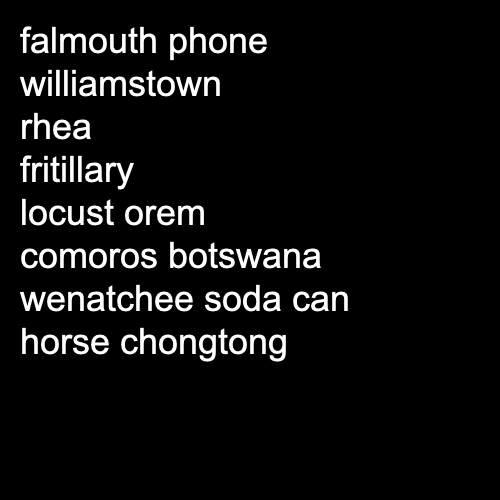 falmouth phone
williamstown
rhea
fritillary
locust orem
comoros botswana
wenatchee soda can
horse chongtong